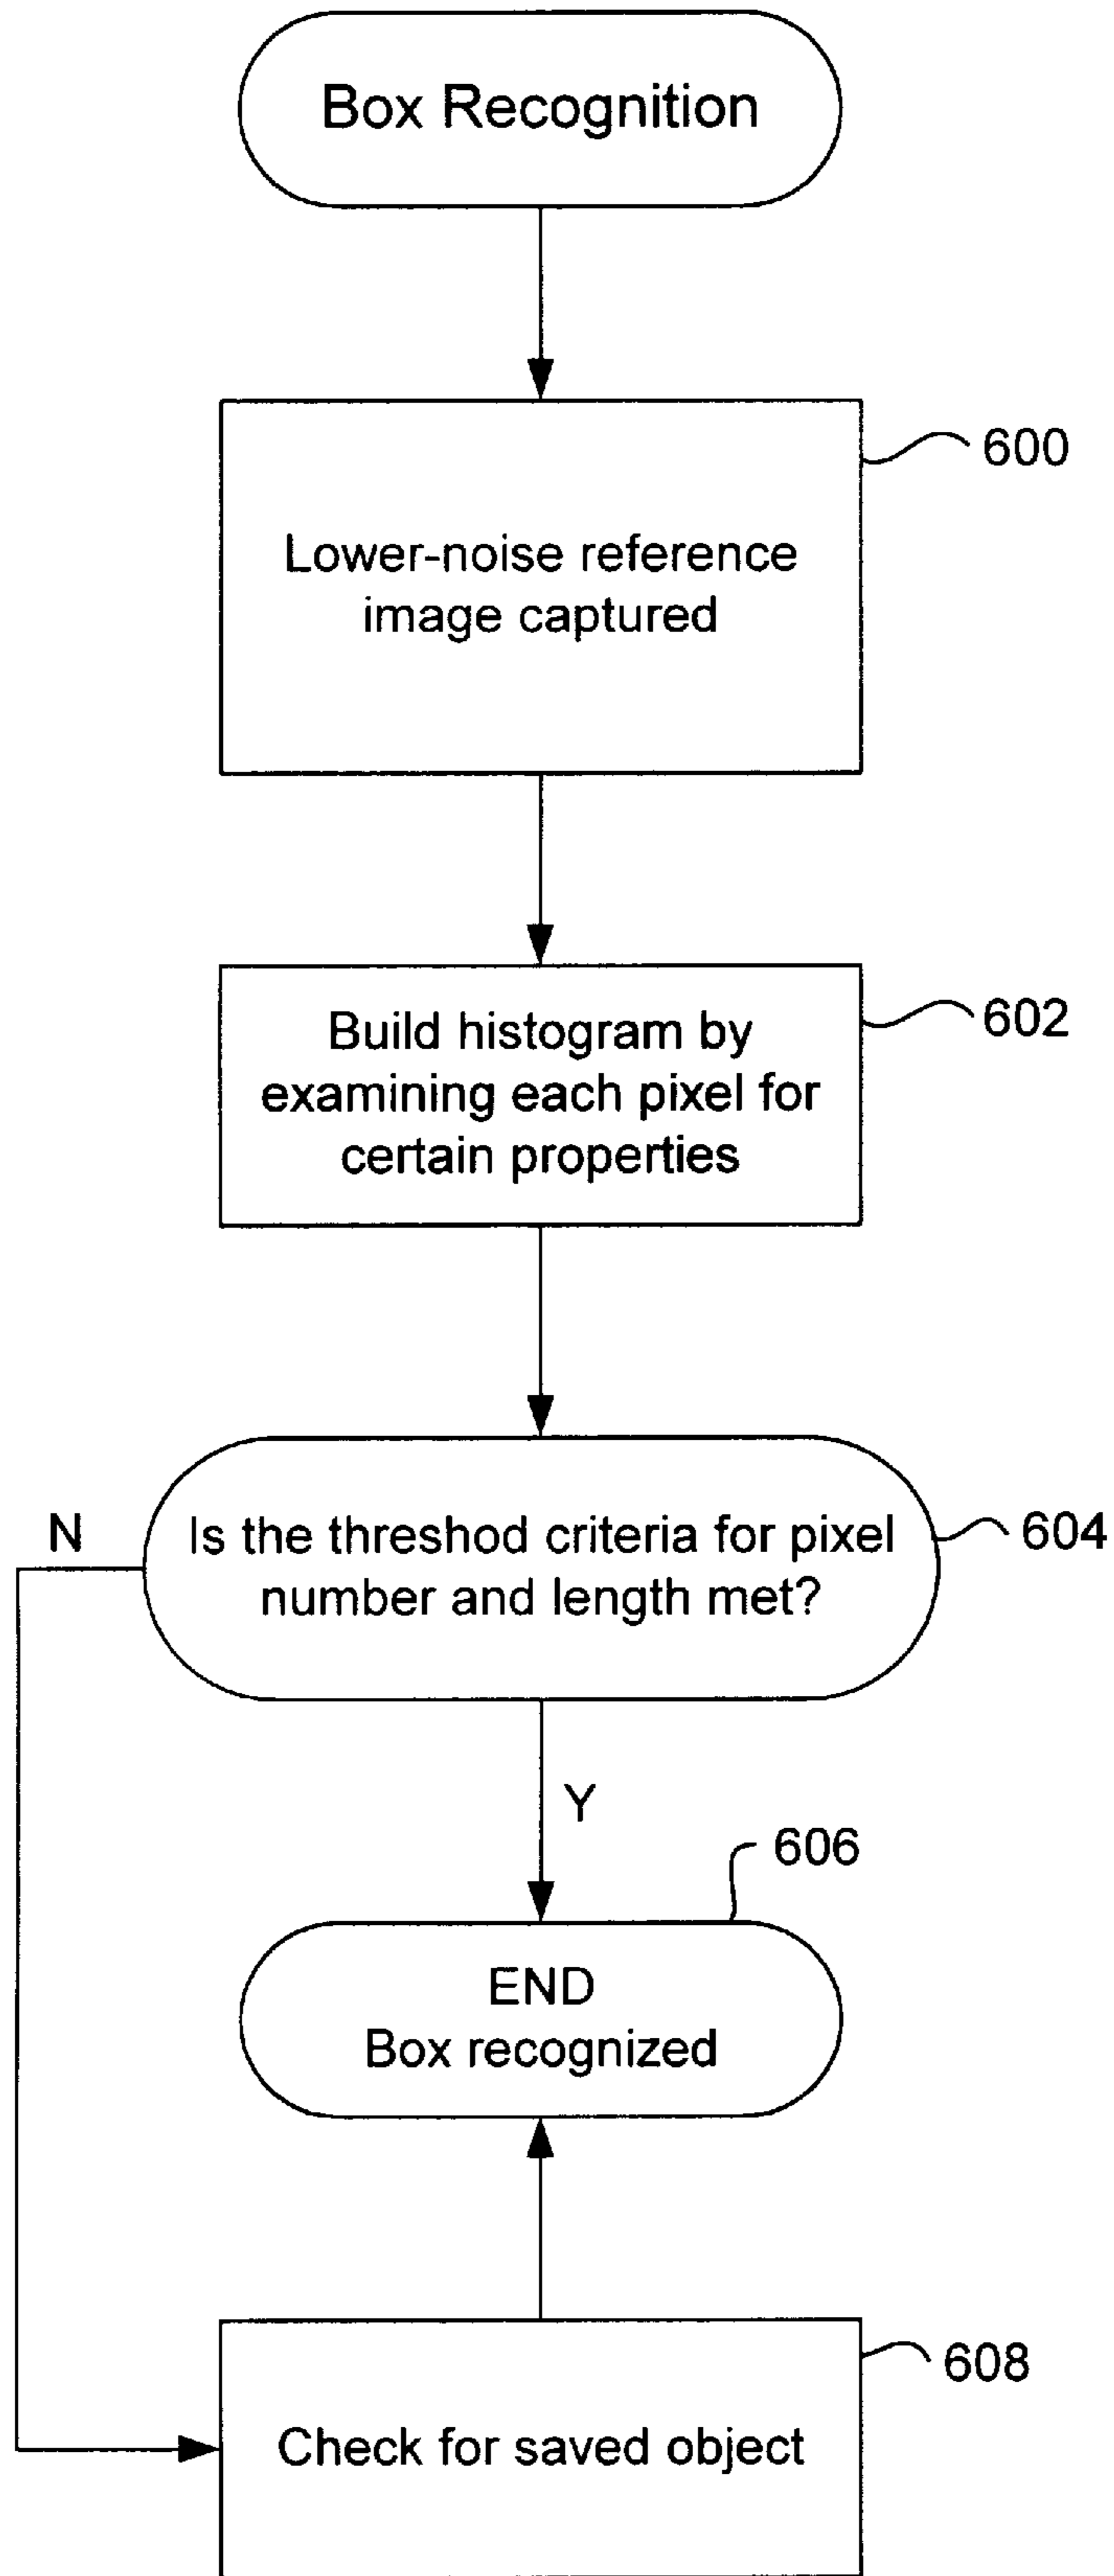 Box Recognition
600
Lower-noise reference
image captured
602
Build histogram by
examining each pixel for
certain properties
N
Is the threshod criteria for pixel
number and length met?
604
Y
606
END
Box recognized
608
Check for saved object